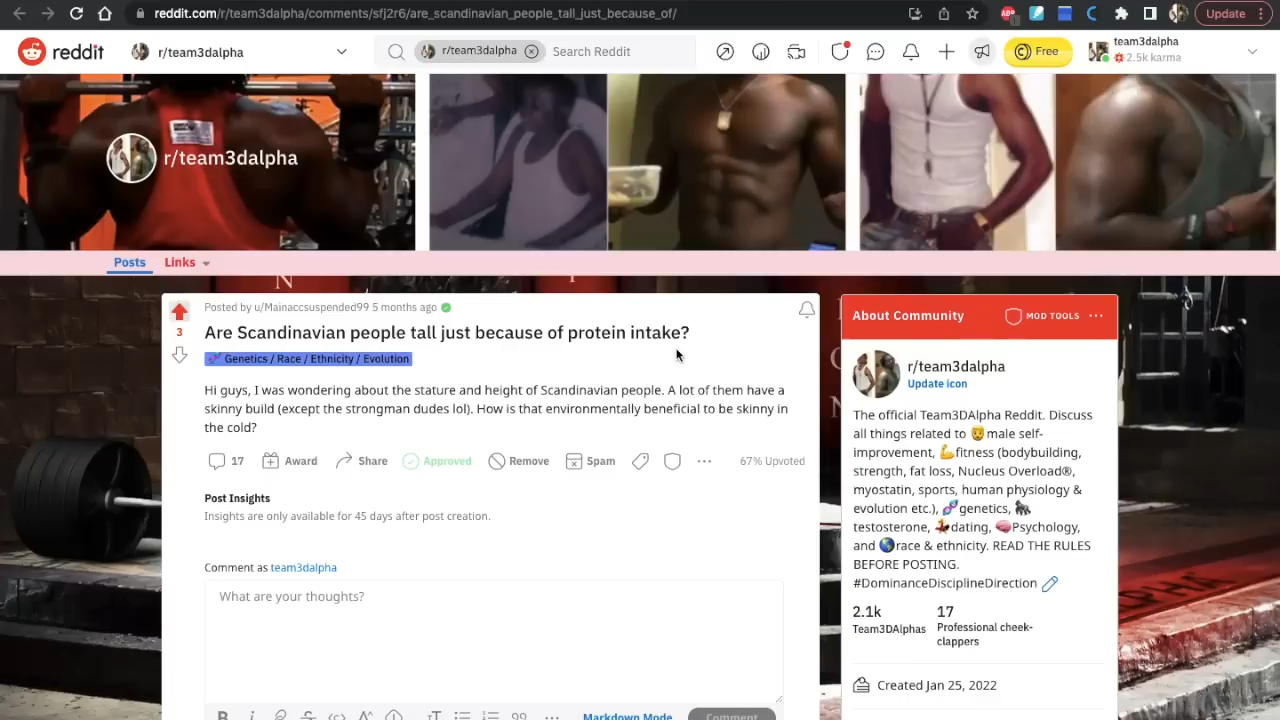 reddit.com/r/team3dalpha/comments/sfj2r6/are_scandinavian_people_tall_just_because_of/
Update
reddit
r/team3dalpha
r/team3dalpha
Search Reddit
Free
team3dalpha
2.5k karma
r/team3dalpha
Posts
Links
Posted by u/Mainaccsuspended99 5 months ago
3
Are Scandinavian people tall just because of protein intake?
Genetics / Race / Ethnicity / Evolution
Hi guys, I was wondering about the stature and height of Scandinavian people. A lot of them have a
skinny build (except the strongman dudes lol). How is that environmentally beneficial to be skinny in
the cold?
17
Award
Share
Approved
Remove
Spam
67% Upvoted
Post Insights
Insights are only available for 45 days after post creation.
Comment as team3dalpha
What are your thoughts?
Markdown Mode
Comment
About Community
MOD TOOLS
r/team3dalpha
Update icon
The official Team3DAlpha Reddit. Discuss
all things related to 🦁male self-
improvement, 💪fitness (bodybuilding,
strength, fat loss, Nucleus Overload®,
myostatin, sports, human physiology &
evolution etc.), 🧬genetics, 🦍
testosterone, 💃dating, 🧠Psychology,
and 🌎race & ethnicity. READ THE RULES
BEFORE POSTING.
#DominanceDisciplineDirection
2.1k
Team3DAlphas
17
Professional cheek-
clappers
Created Jan 25, 2022